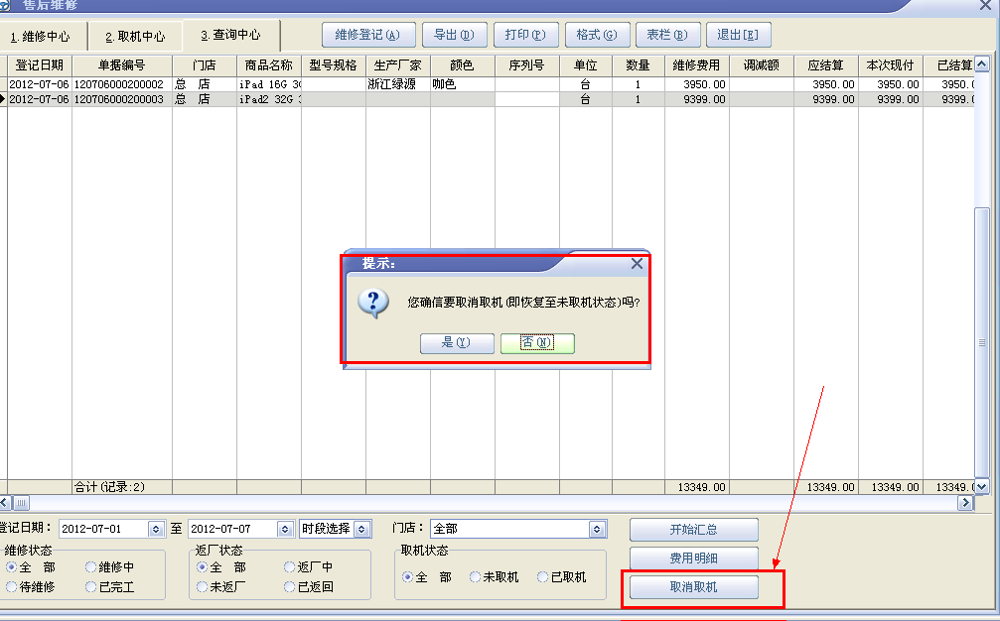 售后维修
1.维修中心 2.取机中心 3.查询中心 维修登记(A) 导出(D) 打印(P) 格式(G) 表栏(B) 退出[E]
登记日期 单据编号 门店 商品名称 型号规格 生产厂家 颜色 序列号 单位 数量 维修费用 调减额 应结算 本次现付 已结算
2012-07-06 120706000200002 总 店 iPad 16G 3G 浙江绿源 咖色 台 1 3950.00 3950.00 3950.00 3950.0
2012-07-06 120706000200003 总 店 iPad2 32G 台 1 9399.00 9399.00 9399.00 9399.0
提示:
您确信要取消取机(即恢复至未取机状态)吗?
是(Y) 否(N)
合计(记录:2) 13349.00 13349.00 13349.00 13349.0
登记日期: 2012-07-01 至 2012-07-07 时段选择 门店: 全部 开始汇总
维修状态 返厂状态 取机状态 费用明细
全 部 维修中 全 部 返厂中 全 部 未取机 已取机
待维修 已完工 未返厂 已返回 取消取机